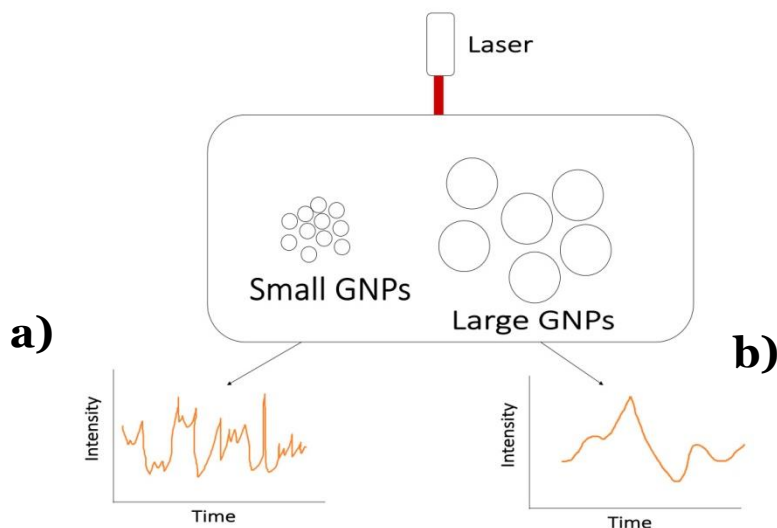 Laser
Small GNPs
Large GNPs
a)
b)
Intensity
Time
Intensity
Time